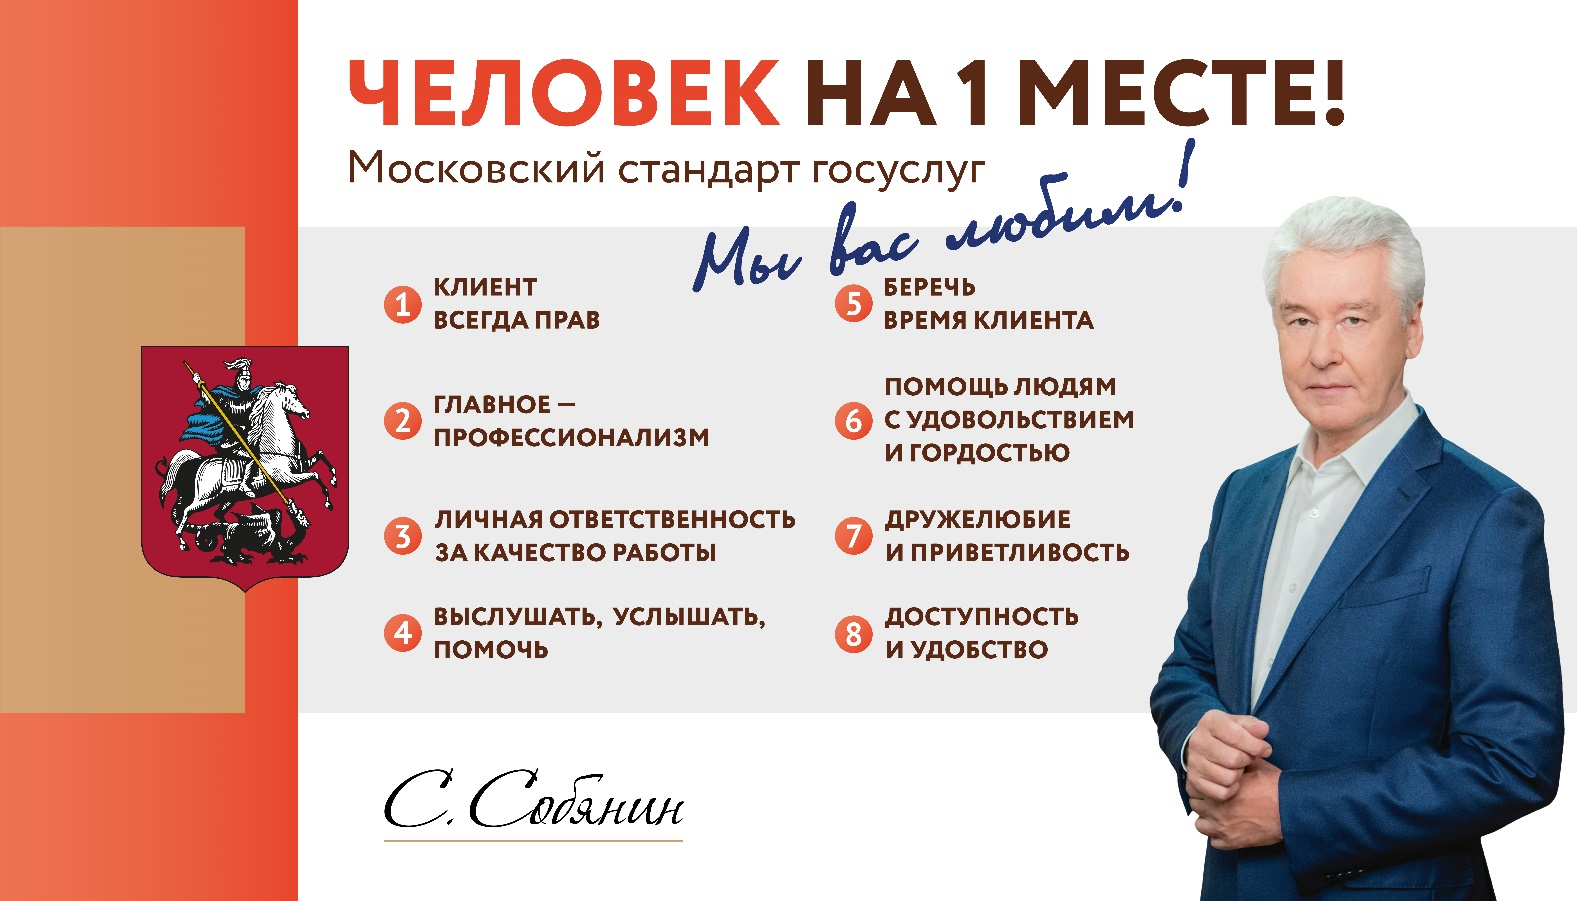 ЧЕЛОВЕК НА 1 МЕСТЕ!
Московский стандарт госуслуг
Мы вас любим!
1 КЛИЕНТ
ВСЕГДА ПРАВ
2 ГЛАВНОЕ –
ПРОФЕССИОНАЛИЗМ
3 ЛИЧНАЯ ОТВЕТСТВЕННОСТЬ
ЗА КАЧЕСТВО РАБОТЫ
4 ВЫСЛУШАТЬ, УСЛЫШАТЬ,
ПОМОЧЬ
5 БЕРЕЧЬ
ВРЕМЯ КЛИЕНТА
6 ПОМОЩЬ ЛЮДЯМ
С УДОВОЛЬСТВИЕМ
И ГОРДОСТЬЮ
7 ДРУЖЕЛЮБИЕ
И ПРИВЕТЛИВОСТЬ
8 ДОСТУПНОСТЬ
И УДОБСТВО
С. Собянин